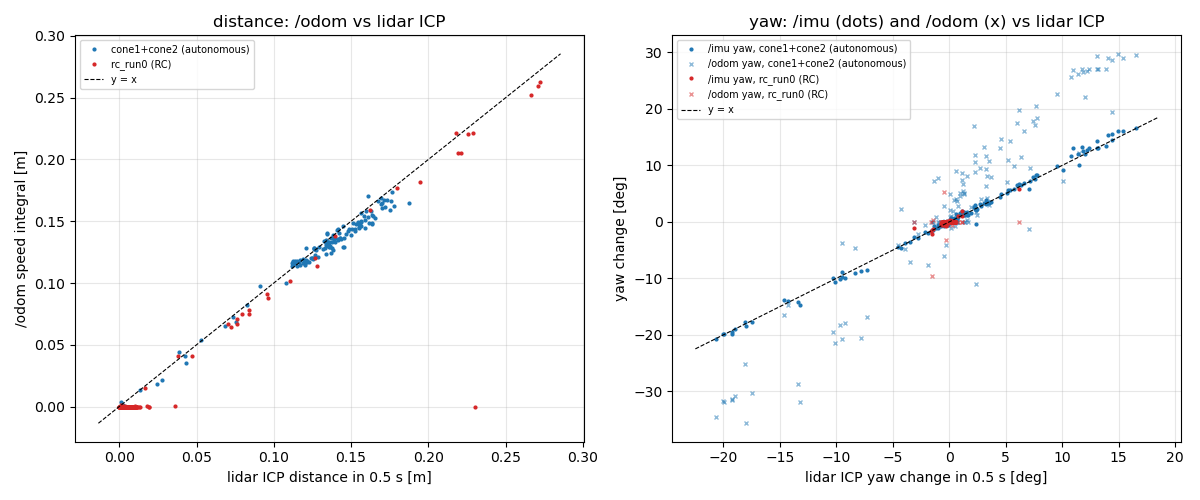 distance: /odom vs lidar ICP
cone1+cone2 (autonomous)
rc_run0 (RC)
y = x
/odom speed integral [m]
0.30
0.25
0.20
0.15
0.10
0.05
0.00
0.00 0.05 0.10 0.15 0.20 0.25 0.30
lidar ICP distance in 0.5 s [m]
yaw: /imu (dots) and /odom (x) vs lidar ICP
/imu yaw, cone1+cone2 (autonomous)
/odom yaw, cone1+cone2 (autonomous)
/imu yaw, rc_run0 (RC)
/odom yaw, rc_run0 (RC)
y = x
yaw change [deg]
30
20
10
0
−10
−20
−30
−20 −15 −10 −5 0 5 10 15 20
lidar ICP yaw change in 0.5 s [deg]